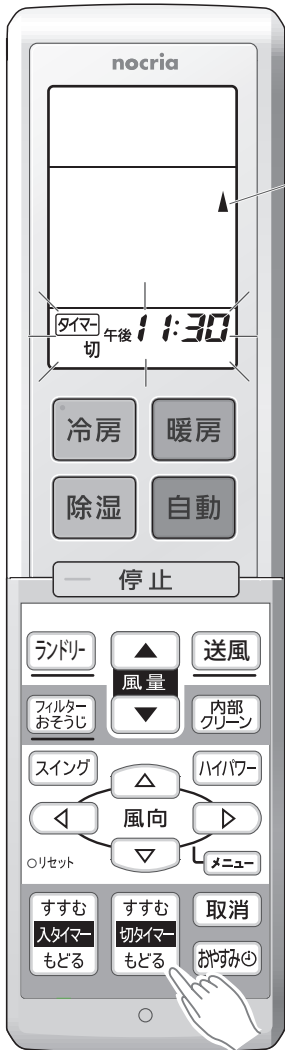 nocria
タイマー 午後 11:30
切
冷房 暖房
除湿 自動
停止
ランドリー ▲ 送風
風量
フィルター
おそうじ ▼ 内部
クリーン
スイング △ ハイパワー
◁ 風向 ▷
○リセット ▽ メニュー
すすむ すすむ 取消
入タイマー 切タイマー
もどる もどる おやすみ